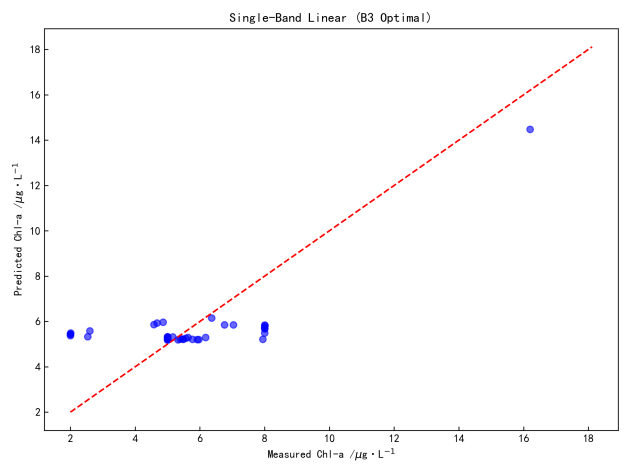 Single-Band Linear (B3 Optimal)
18
16
14
12
10
8
6
4
2
Predicted Chl-a /μg·L⁻¹
2 4 6 8 10 12 14 16 18
Measured Chl-a /μg·L⁻¹